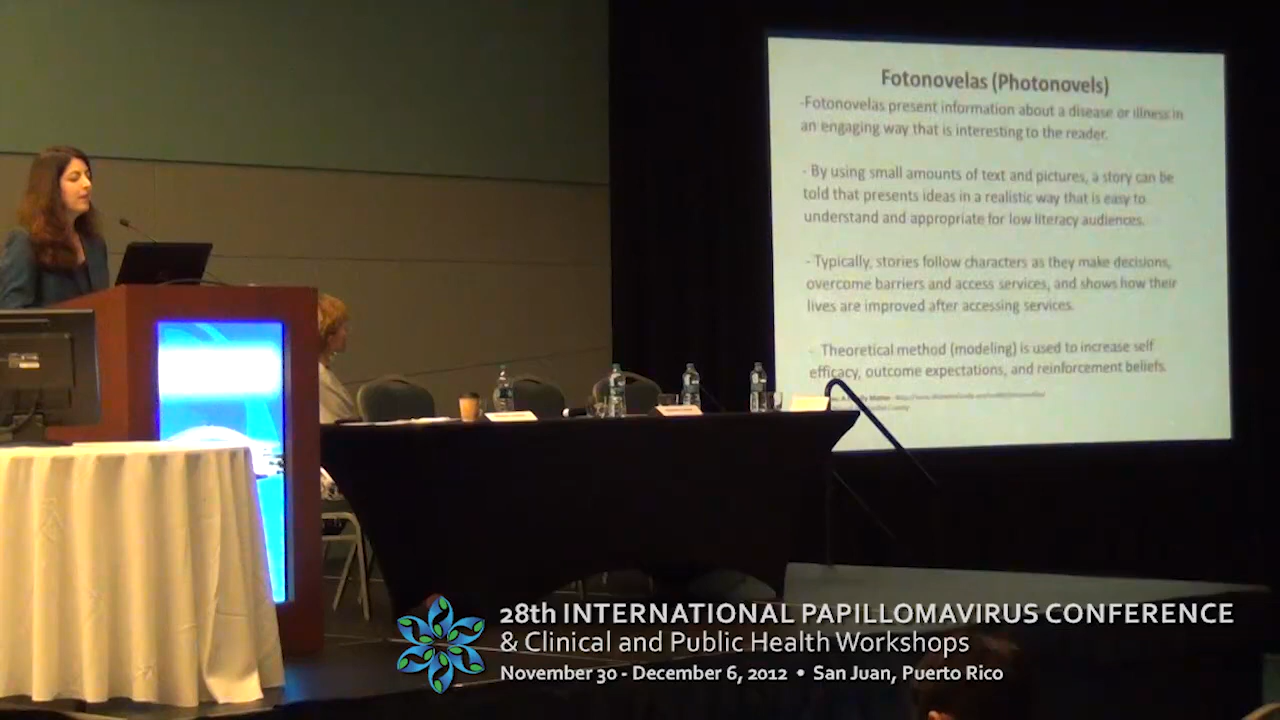 Fotonovelas (Photonovels)
-Fotonovelas present information about a disease or illness in
an engaging way that is interesting to the reader.
- By using small amounts of text and pictures, a story can be
told that presents ideas in a realistic way that is easy to
understand and appropriate for low literacy audiences.
- Typically, stories follow characters as they make decisions,
overcome barriers and access services, and shows how their
lives are improved after accessing services.
- Theoretical method (modeling) is used to increase self
efficacy, outcome expectations, and reinforcement beliefs.
County
28th INTERNATIONAL PAPILLOMAVIRUS CONFERENCE
& Clinical and Public Health Workshops
November 30 - December 6, 2012 • San Juan, Puerto Rico